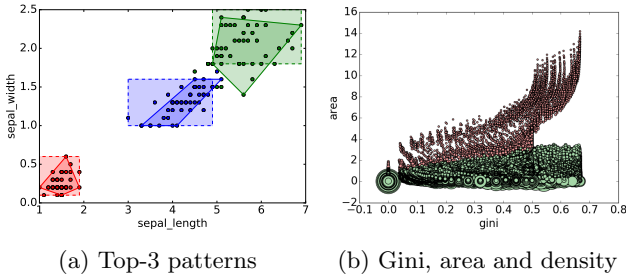 2.5
2.0
1.5
1.0
0.5
0.0
sepal_width
1 2 3 4 5 6 7
sepal_length
16
14
12
10
8
6
4
2
0
−2
area
−0.1 0.0 0.1 0.2 0.3 0.4 0.5 0.6 0.7 0.8
gini
(a) Top-3 patterns
(b) Gini, area and density